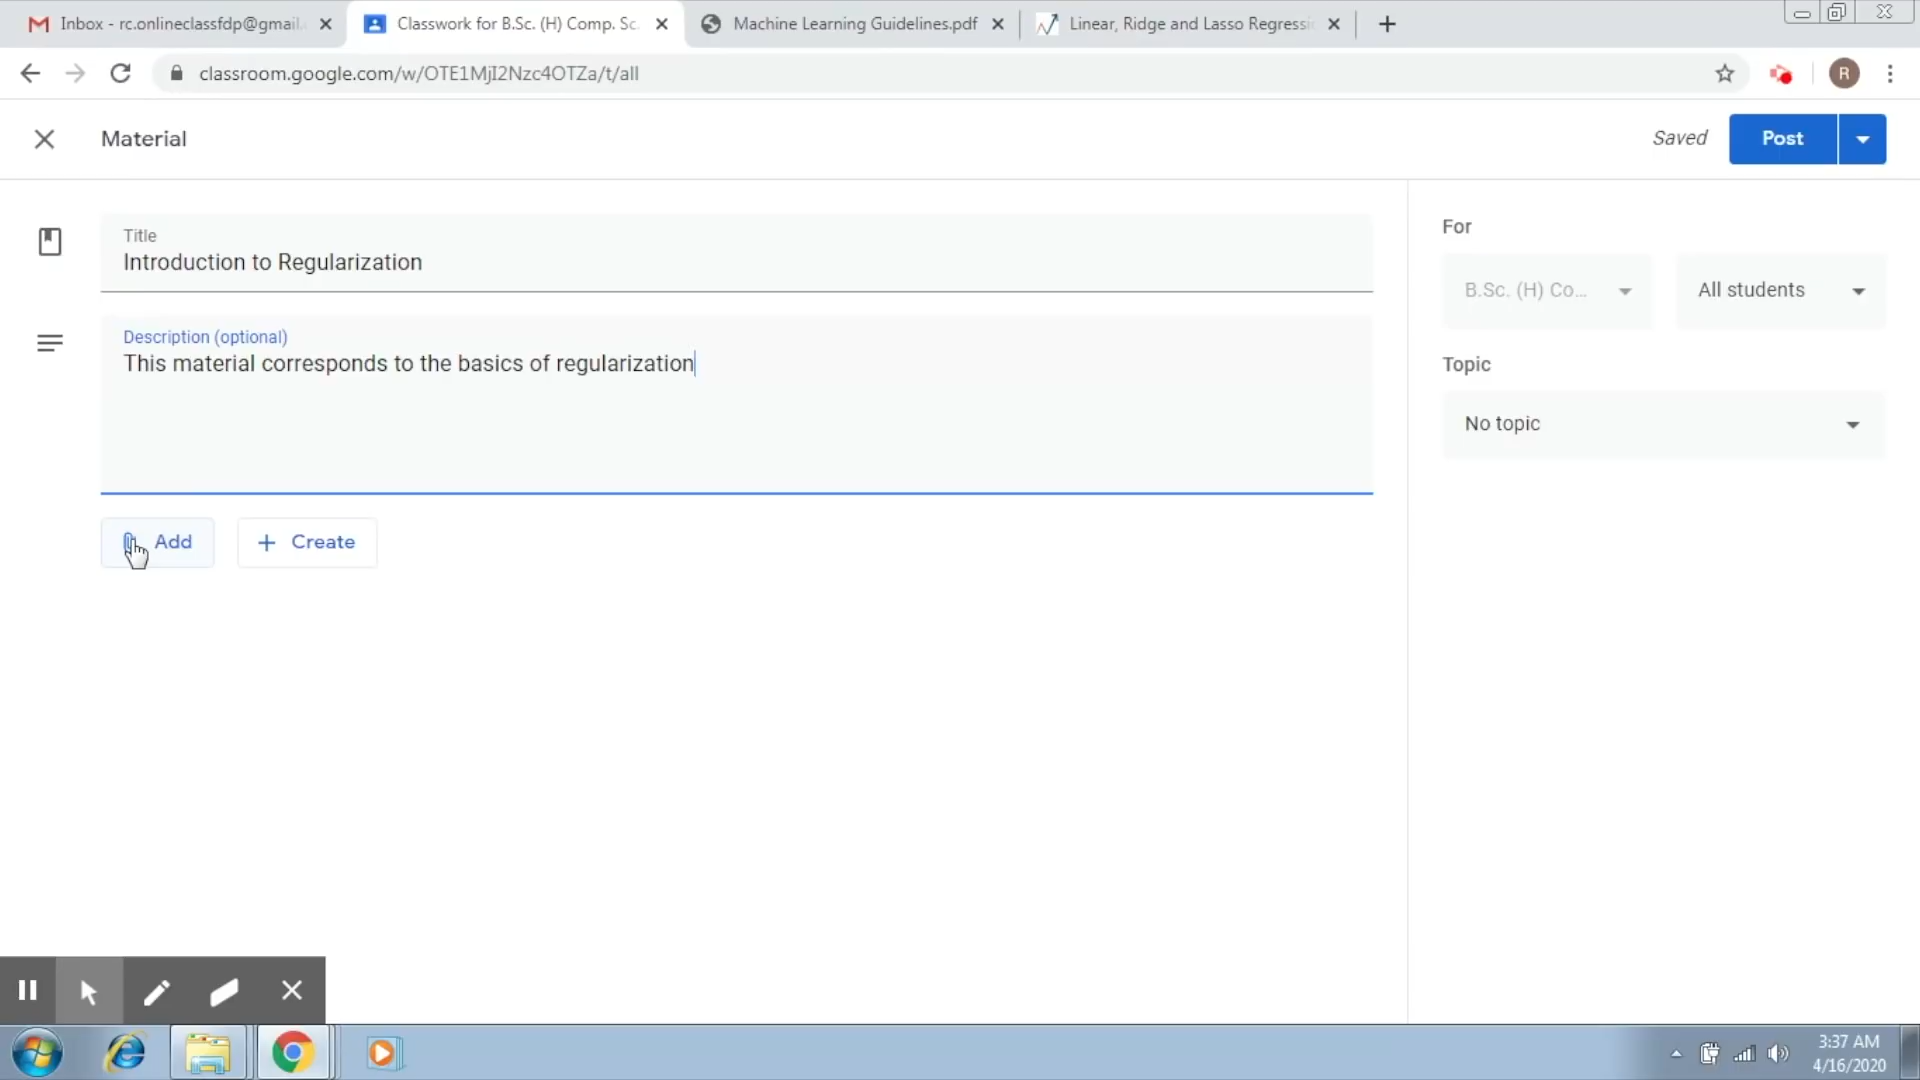 Inbox - rc.onlineclassfdp@gmail.
Classwork for B.Sc. (H) Comp. Sc.
Machine Learning Guidelines.pdf
Linear, Ridge and Lasso Regressi
classroom.google.com/w/OTE1MjI2Nzc4OTZa/t/all
R
Material
Saved
Post
Title
Introduction to Regularization
Description (optional)
This material corresponds to the basics of regularization
Add
Create
For
B.Sc. (H) Co...
All students
Topic
No topic
3:37 AM
4/16/2020